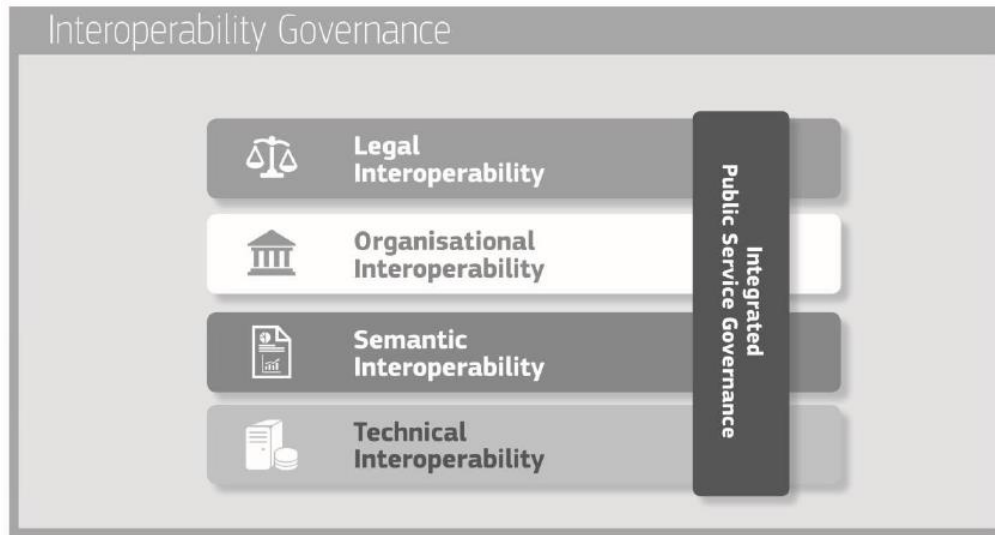 Interoperability Governance
Legal
Interoperability
Organisational
Interoperability
Semantic
Interoperability
Technical
Interoperability
Integrated
Public Service Governance